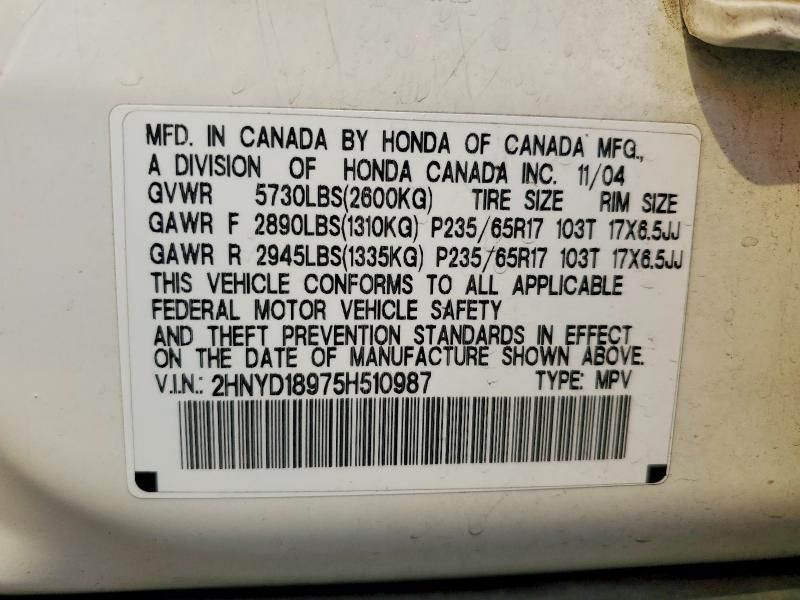 MFD. IN CANADA BY HONDA OF CANADA MFG.,
A DIVISION OF HONDA CANADA INC. 11/04
GVWR 5730LBS(2600KG) TIRE SIZE RIM SIZE
GAWR F 2890LBS(1310KG) P235/65R17 103T 17X6.5JJ
GAWR R 2945LBS(1335KG) P235/65R17 103T 17X6.5JJ
THIS VEHICLE CONFORMS TO ALL APPLICABLE
FEDERAL MOTOR VEHICLE SAFETY
AND THEFT PREVENTION STANDARDS IN EFFECT
ON THE DATE OF MANUFACTURE SHOWN ABOVE.
V.I.N.: 2HNYD18975H510987 TYPE: MPV